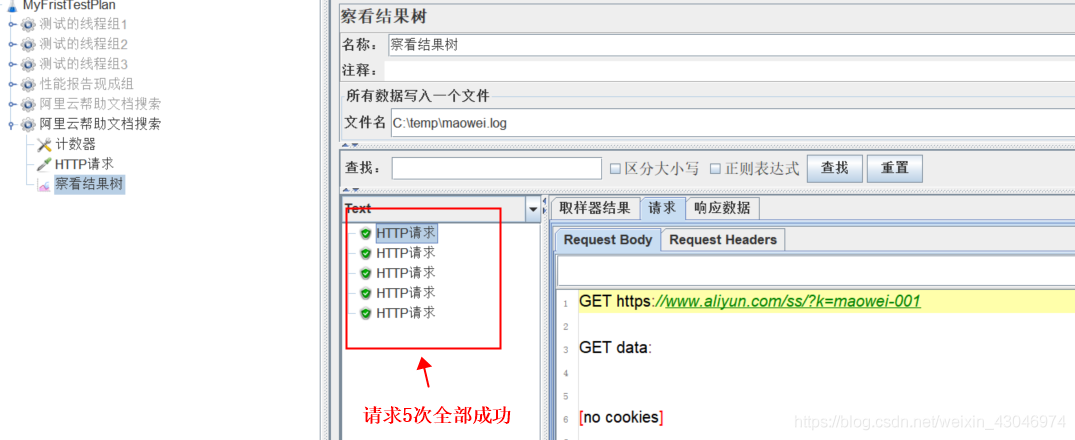 MyFristTestPlan
测试的线程组1
测试的线程组2
测试的线程组3
性能报告现成组
阿里云帮助文档搜索
阿里云帮助文档搜索
计数器
HTTP请求
察看结果树
察看结果树
名称： 察看结果树
注释：
所有数据写入一个文件
文件名 C:\temp\maowei.log
查找： 区分大小写 正则表达式 查找 重置
Text
HTTP请求
HTTP请求
HTTP请求
HTTP请求
HTTP请求
请求5次全部成功
取样器结果 请求 响应数据
Request Body Request Headers
1 GET https://www.aliyun.com/ss/?k=maowei-001
2
3 GET data:
4
5
6 [no cookies]
https://blog.csdn.net/weixin_43046974